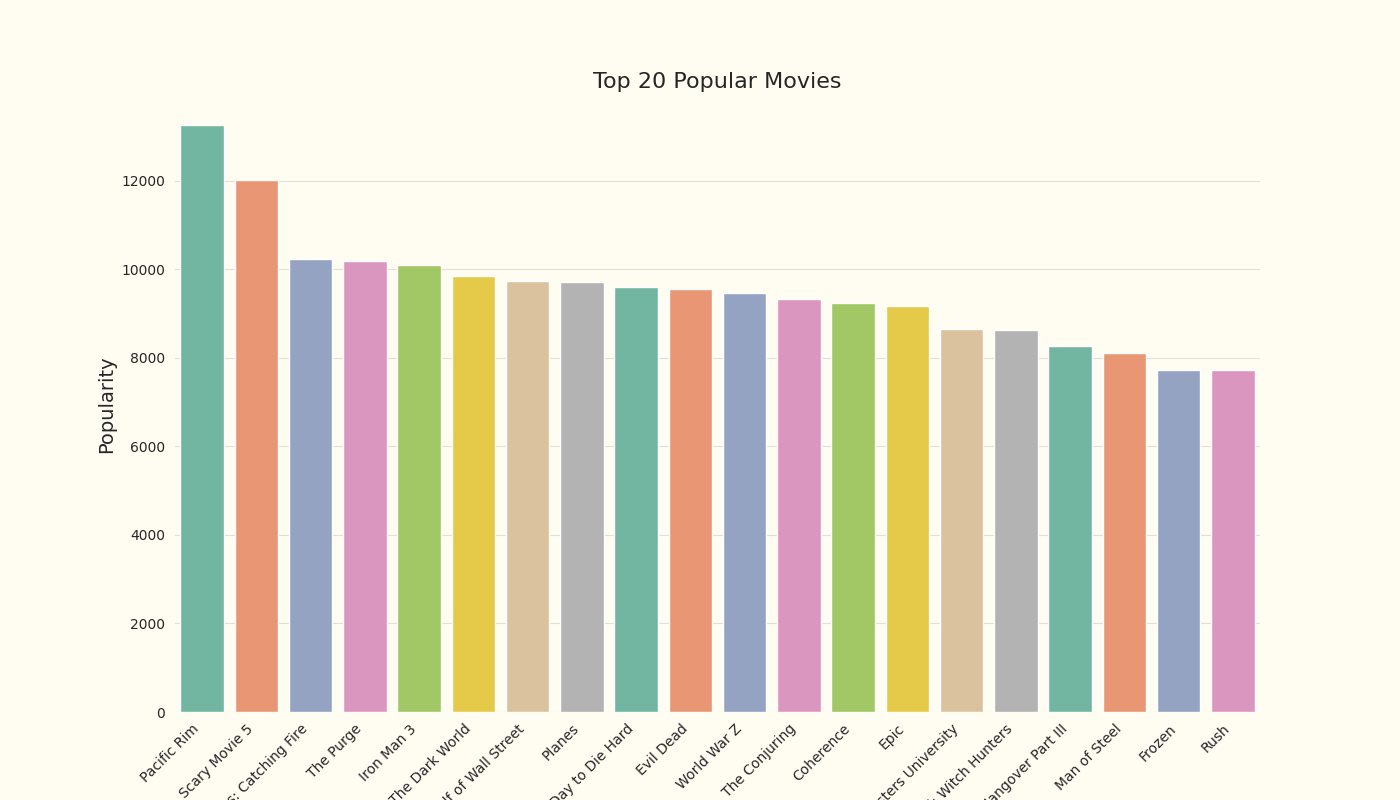 Top 20 Popular Movies
Popularity
12000
10000
8000
6000
4000
2000
0
Pacific Rim
Scary Movie 5
: Catching Fire
The Purge
Iron Man 3
The Dark World
of Wall Street
Planes
Day to Die Hard
Evil Dead
World War Z
The Conjuring
Coherence
Epic
University
Witch Hunters
Part III
Man of Steel
Frozen
Rush